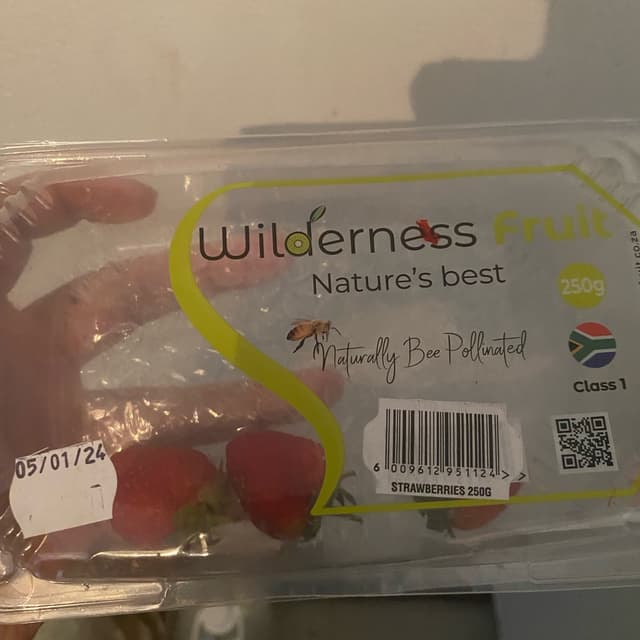 Wilderness Fruit
Nature's best
250g
Naturally Bee Pollinated
Class 1
6 009612 951124 > >
STRAWBERRIES 250G
05/01/24